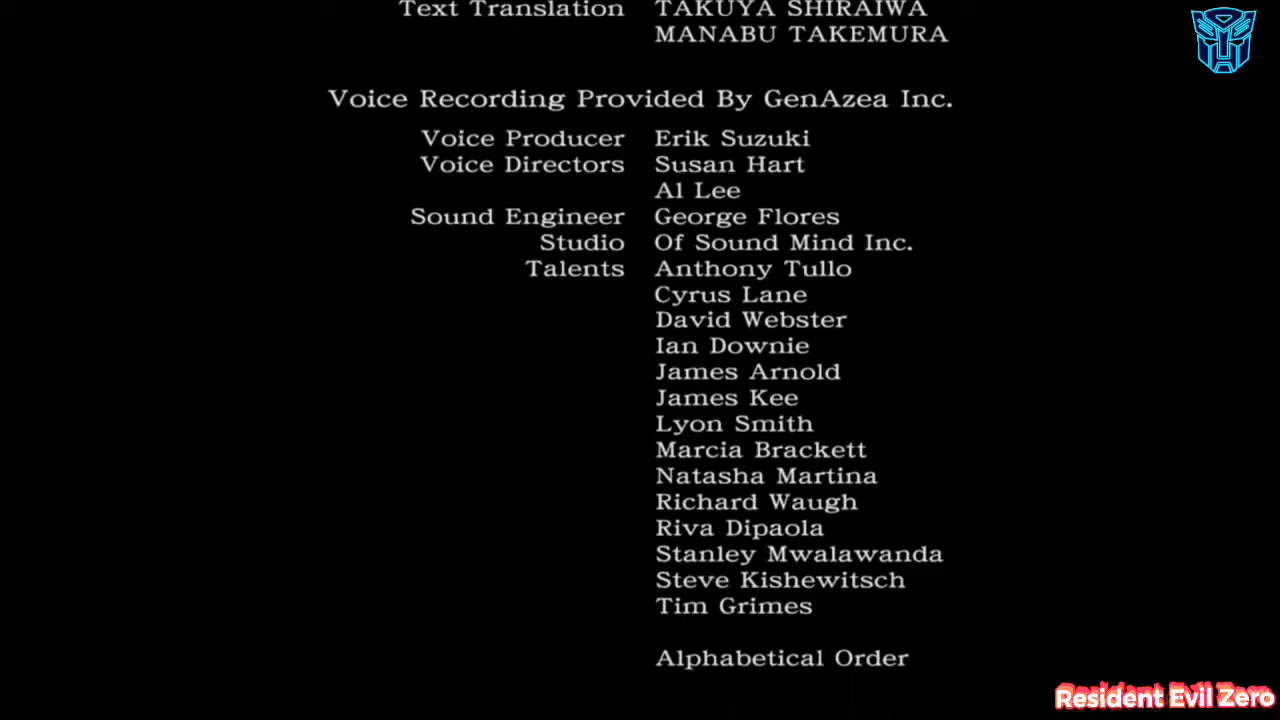 Text Translation TAKUYA SHIRAIWA
MANABU TAKEMURA
Voice Recording Provided By GenAzea Inc.
Voice Producer Erik Suzuki
Voice Directors Susan Hart
Al Lee
Sound Engineer George Flores
Studio Of Sound Mind Inc.
Talents Anthony Tullo
Cyrus Lane
David Webster
Ian Downie
James Arnold
James Kee
Lyon Smith
Marcia Brackett
Natasha Martina
Richard Waugh
Riva Dipaola
Stanley Mwalawanda
Steve Kishewitsch
Tim Grimes
Alphabetical Order
Resident Evil Zero